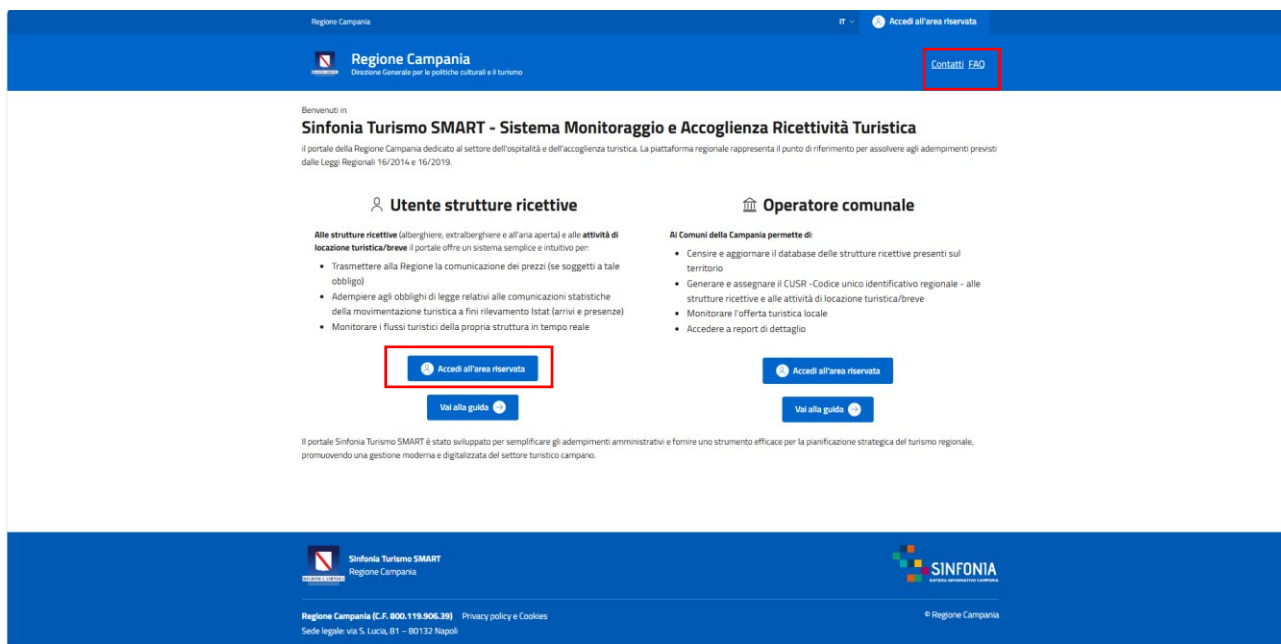 Regione Campania
IT
Accedi all'area riservata
Regione Campania
Direzione Generale per le politiche culturali e il turismo
Contatti FAQ
Benvenuti in
Sinfonia Turismo SMART - Sistema Monitoraggio e Accoglienza Ricettività Turistica
il portale della Regione Campania dedicato al settore dell'ospitalità e dell'accoglienza turistica. La piattaforma regionale rappresenta il punto di riferimento per assolvere agli adempimenti previsti
dalle Leggi Regionali 16/2014 e 16/2019.
Utente strutture ricettive
Alle strutture ricettive (alberghiere, extralberghiere e all'aria aperta) e alle attività di
locazione turistica/breve il portale offre un sistema semplice e intuitivo per:
• Trasmettere alla Regione la comunicazione dei prezzi (se soggetti a tale
obbligo)
• Adempiere agli obblighi di legge relativi alle comunicazioni statistiche
della movimentazione turistica a fini rilevamento Istat (arrivi e presenze)
• Monitorare i flussi turistici della propria struttura in tempo reale
Accedi all'area riservata
Vai alla guida
Operatore comunale
Ai Comuni della Campania permette di:
• Censire e aggiornare il database delle strutture ricettive presenti sul
territorio
• Generare e assegnare il CUSR -Codice unico identificativo regionale - alle
strutture ricettive e alle attività di locazione turistica/breve
• Monitorare l'offerta turistica locale
• Accedere a report di dettaglio
Accedi all'area riservata
Vai alla guida
Il portale Sinfonia Turismo SMART è stato sviluppato per semplificare gli adempimenti amministrativi e fornire uno strumento efficace per la pianificazione strategica del turismo regionale,
promuovendo una gestione moderna e digitalizzata del settore turistico campano.
REGIONE CAMPANIA
Sinfonia Turismo SMART
Regione Campania
SINFONIA
SISTEMA INFORMATIVO CAMPANIA
Regione Campania (C.F. 800.119.906.39) Privacy policy e Cookies
Sede legale: via S. Lucia, 81 – 80132 Napoli
© Regione Campania